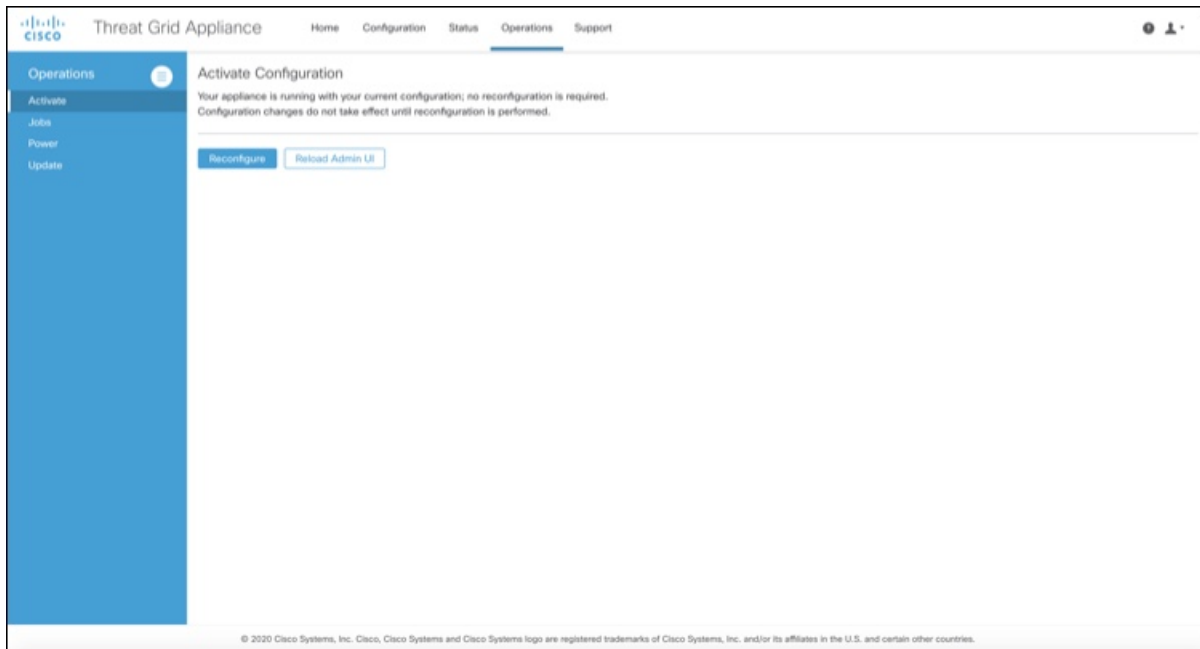 CISCO
Threat Grid Appliance
Home Configuration Status Operations Support
Operations
Activate
Jobs
Power
Update
Activate Configuration
Your appliance is running with your current configuration; no reconfiguration is required.
Configuration changes do not take effect until reconfiguration is performed.
Reconfigure Reload Admin UI
© 2020 Cisco Systems, Inc. Cisco, Cisco Systems and Cisco Systems logo are registered trademarks of Cisco Systems, Inc. and/or its affiliates in the U.S. and certain other countries.